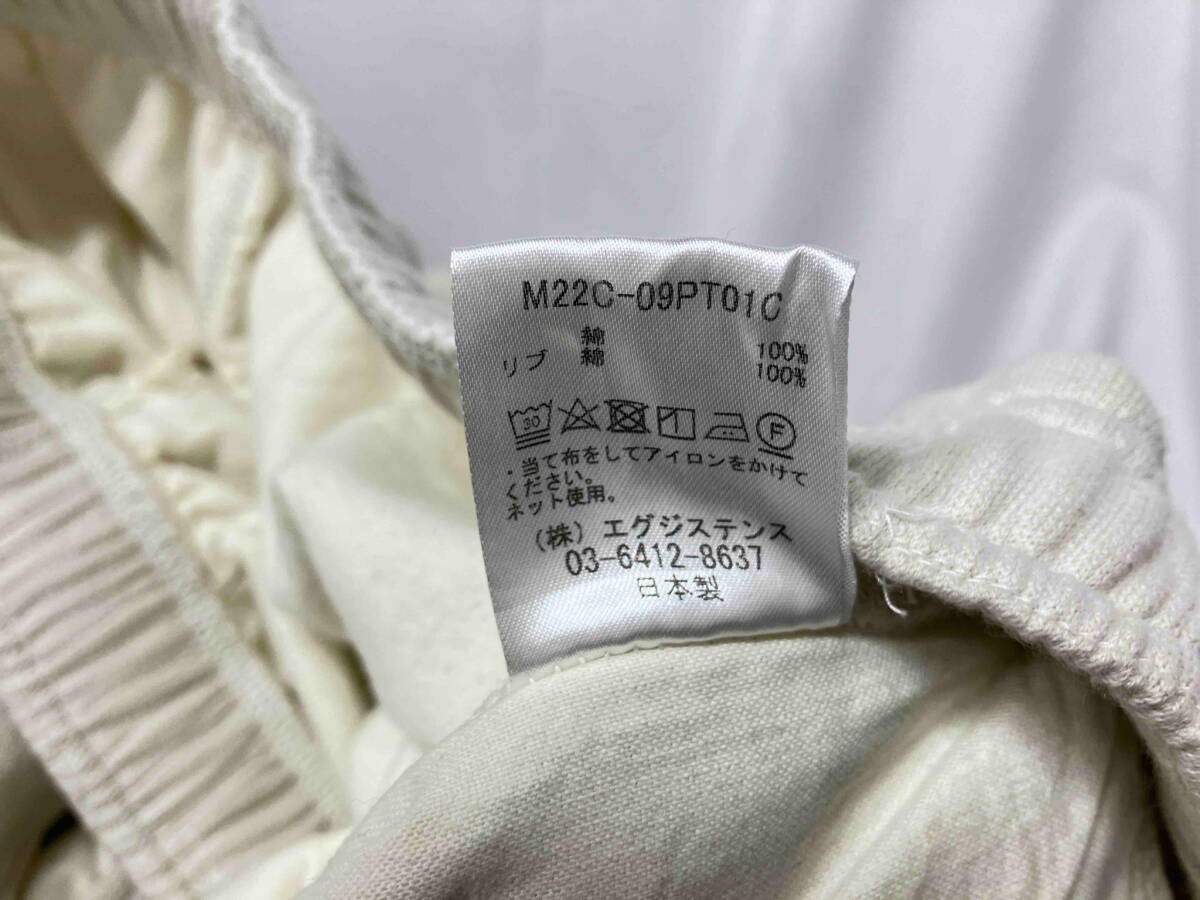 M22C-09PT01C
綿 100%
リブ 綿 100%
30 F
・当て布をしてアイロンをかけて
ください。
ネット使用。
(株) エグジステンス
03-6412-8637
日本製